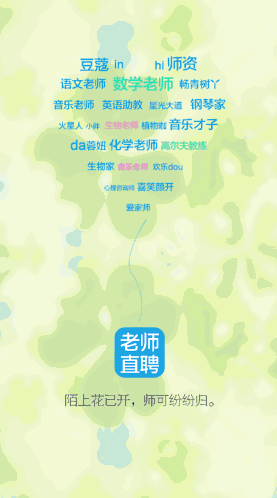 豆蔻 in hi 师资
语文老师 数学老师 畅青树丫
音乐老师 英语助教 星光大道 钢琴家
火星人 小胖 生物老师 植物啦 音乐才子
da蓉妞 化学老师 高尔夫教练
生物家 音乐老师 欢乐dou
心理咨询师 喜笑颜开
爱家师
老师
直聘
陌上花已开，师可纷纷归。